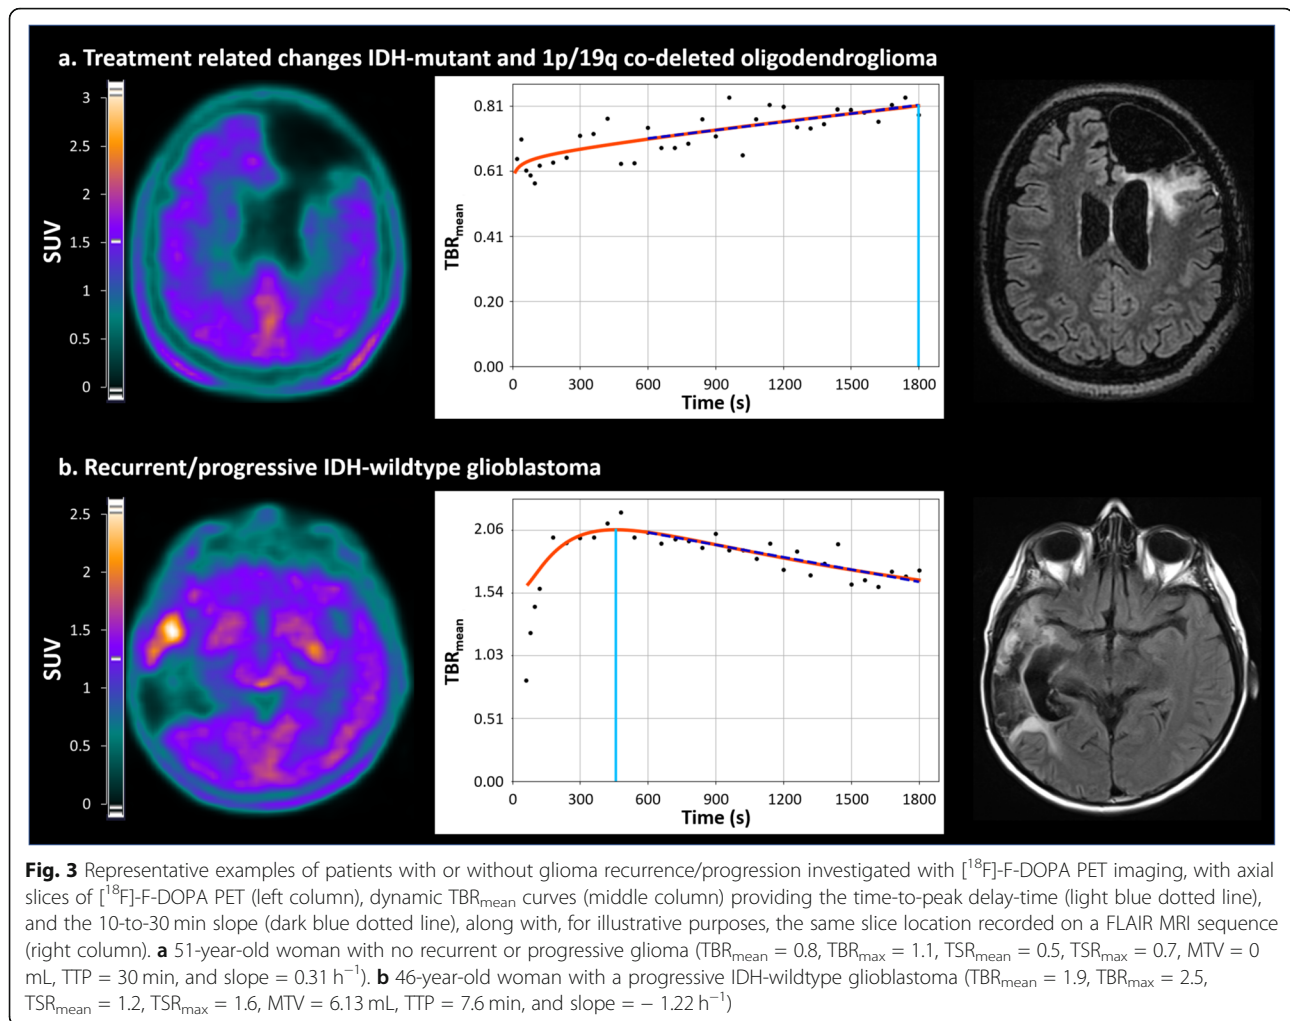 a. Treatment related changes IDH-mutant and 1p/19q co-deleted oligodendroglioma
SUV
3
2.5
2
1.5
1
0.5
0
TBRmean
0.81
0.61
0.41
0.20
0.00
0 300 600 900 1200 1500 1800
Time (s)
b. Recurrent/progressive IDH-wildtype glioblastoma
SUV
2.5
2
1.5
1
0.5
0
TBRmean
2.06
1.54
1.03
0.51
0.00
0 300 600 900 1200 1500 1800
Time (s)
Fig. 3 Representative examples of patients with or without glioma recurrence/progression investigated with [¹⁸F]-F-DOPA PET imaging, with axial
slices of [¹⁸F]-F-DOPA PET (left column), dynamic TBRmean curves (middle column) providing the time-to-peak delay-time (light blue dotted line),
and the 10-to-30 min slope (dark blue dotted line), along with, for illustrative purposes, the same slice location recorded on a FLAIR MRI sequence
(right column). a 51-year-old woman with no recurrent or progressive glioma (TBRmean = 0.8, TBRmax = 1.1, TSRmean = 0.5, TSRmax = 0.7, MTV = 0
mL, TTP = 30 min, and slope = 0.31 h⁻¹). b 46-year-old woman with a progressive IDH-wildtype glioblastoma (TBRmean = 1.9, TBRmax = 2.5,
TSRmean = 1.2, TSRmax = 1.6, MTV = 6.13 mL, TTP = 7.6 min, and slope = − 1.22 h⁻¹)